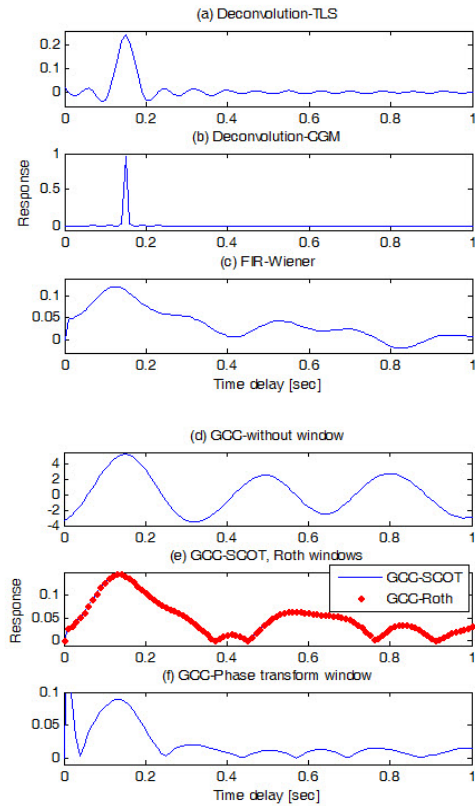 (a) Deconvolution-TLS
0.2
0.1
0
0 0.2 0.4 0.6 0.8 1
(b) Deconvolution-CGM
1
0.5
0
Response
0 0.2 0.4 0.6 0.8 1
(c) FIR-Wiener
0.1
0.05
0
0 0.2 0.4 0.6 0.8 1
Time delay [sec]
(d) GCC-without window
4
2
0
-2
-4
0 0.2 0.4 0.6 0.8 1
(e) GCC-SCOT, Roth windows
GCC-SCOT
GCC-Roth
0.1
0.05
0
Response
0 0.2 0.4 0.6 0.8 1
(f) GCC-Phase transform window
0.1
0.05
0
0 0.2 0.4 0.6 0.8 1
Time delay [sec]